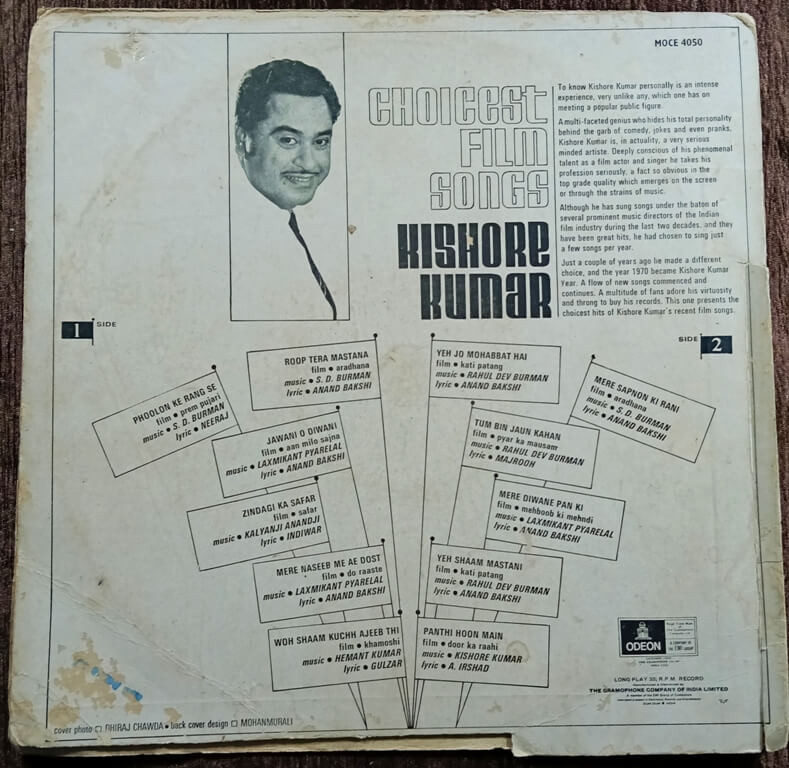 MOCE 4050
CHOICEST
FILM
SONGS
KISHORE
KUMAR
To know Kishore Kumar personally is an intense
experience, very unlike any, which one has on
meeting a popular public figure.
A multi-faceted genius who hides his total personality
behind the garb of comedy, jokes and even pranks,
Kishore Kumar is, in actuality, a very serious
minded artiste. Deeply conscious of his phenomenal
talent as a film actor and singer he takes his
profession seriously, a fact so obvious in the
top grade quality which emerges on the screen
or through the strains of music.
Although he has sung songs under the baton of
several prominent music directors of the Indian
film industry during the last two decades, and they
have been great hits, he had chosen to sing just
a few songs per year.
Just a couple of years ago he made a different
choice, and the year 1970 became Kishore Kumar
Year. A flow of new songs commenced and
continues. A multitude of fans adore his virtuosity
and throng to buy his records. This one presents the
choicest hits of Kishore Kumar's recent film songs.
1 SIDE
PHOOLON KE RANG SE
film • prem pujari
music • S. D. BURMAN
lyric • NEERAJ
ROOP TERA MASTANA
film • aradhana
music • S. D. BURMAN
lyric • ANAND BAKSHI
JAWANI O DIWANI
film • aan milo sajna
music • LAXMIKANT PYARELAL
lyric • ANAND BAKSHI
ZINDAGI KA SAFAR
film • safar
music • KALYANJI ANANDJI
lyric • INDIWAR
MERE NASEEB ME AE DOST
film • do raaste
music • LAXMIKANT PYARELAL
lyric • ANAND BAKSHI
WOH SHAAM KUCHH AJEEB THI
film • khamoshi
music • HEMANT KUMAR
lyric • GULZAR
SIDE 2
YEH JO MOHABBAT HAI
film • kati patang
music • RAHUL DEV BURMAN
lyric • ANAND BAKSHI
MERE SAPNON KI RANI
film • aradhana
music • S. D. BURMAN
lyric • ANAND BAKSHI
TUM BIN JAUN KAHAN
film • pyar ka mausam
music • RAHUL DEV BURMAN
lyric • MAJROOH
MERE DIWANE PAN KI
film • mehboob ki mehndi
music • LAXMIKANT PYARELAL
lyric • ANAND BAKSHI
YEH SHAAM MASTANI
film • kati patang
music • RAHUL DEV BURMAN
lyric • ANAND BAKSHI
PANTHI HOON MAIN
film • door ka raahi
music • KISHORE KUMAR
lyric • A. IRSHAD
ODEON
LONG PLAY 33⅓ R.P.M. RECORD
Manufactured & Distributed by
THE GRAMOPHONE COMPANY OF INDIA LIMITED
cover photo □ DHIRAJ CHAWDA • back cover design □ MOHANMURALI